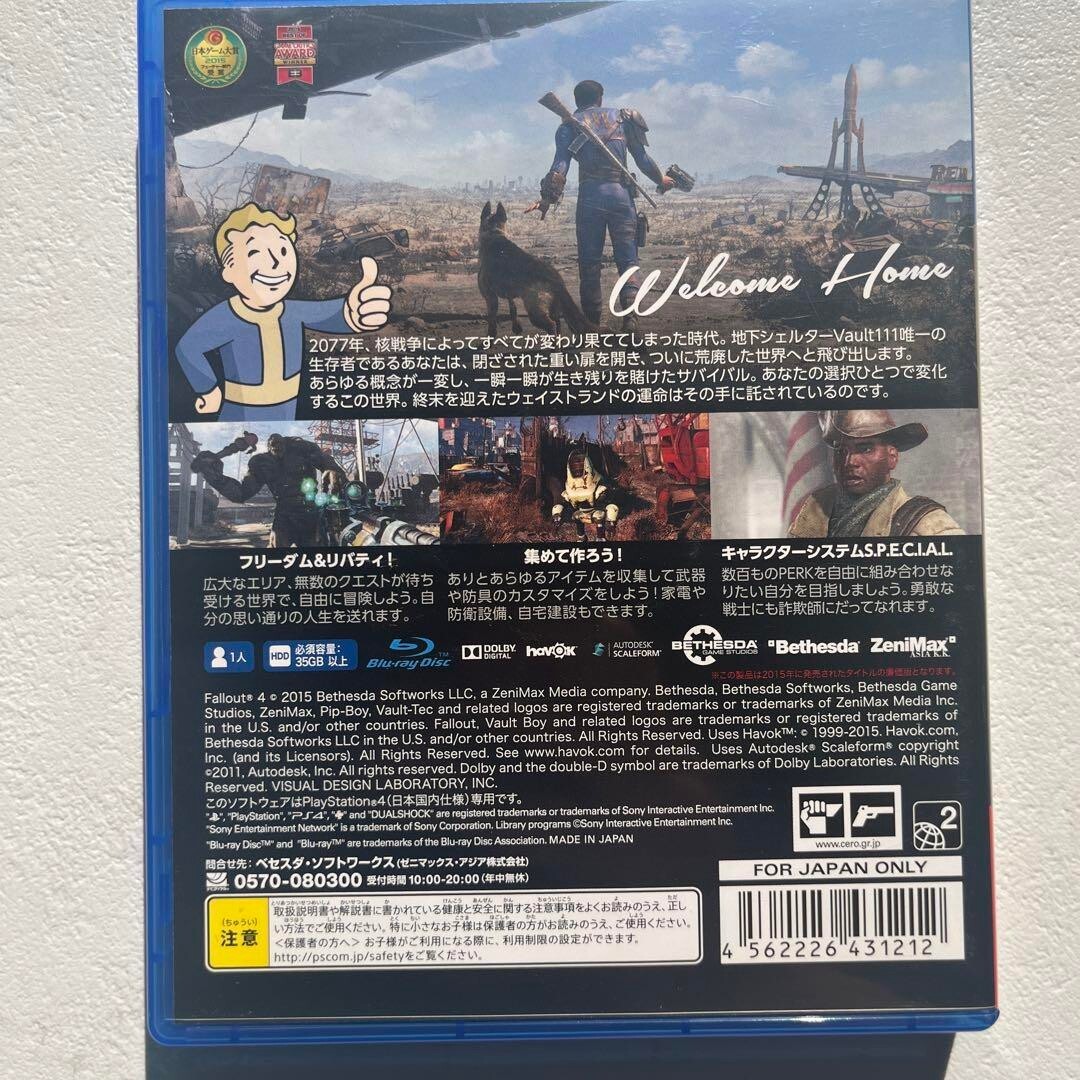 日本ゲーム大賞
2015
フューチャー部門
受賞
BEST OF
GAME CRITICS
AWARD
WINNER
Welcome Home
2077年、核戦争によってすべてが変わり果ててしまった時代。地下シェルターVault111唯一の
生存者であるあなたは、閉ざされた重い扉を開き、ついに荒廃した世界へと飛び出します。
あらゆる概念が一変し、一瞬一瞬が生き残りを賭けたサバイバル。あなたの選択ひとつで変化
するこの世界。終末を迎えたウェイストランドの運命はその手に託されているのです。
フリーダム&リバティ!
広大なエリア、無数のクエストが待ち
受ける世界で、自由に冒険しよう。自
分の思い通りの人生を送れます。
集めて作ろう!
ありとあらゆるアイテムを収集して武器
や防具のカスタマイズをしよう!家電や
防衛設備、自宅建設もできます。
キャラクターシステムS.P.E.C.I.A.L.
数百ものPERKを自由に組み合わせな
りたい自分を目指しましょう。勇敢な
戦士にも詐欺師にだってなれます。
1人
HDD 必須容量:
35GB 以上
Blu-ray Disc
DOLBY
DIGITAL
havok
AUTODESK
SCALEFORM
BETHESDA
GAME STUDIOS
Bethesda
ZeniMax
ASIA K.K.
※この製品は2015年に発売されたタイトルの廉価版となります。
Fallout® 4 © 2015 Bethesda Softworks LLC, a ZeniMax Media company. Bethesda, Bethesda Softworks, Bethesda Game
Studios, ZeniMax, Pip-Boy, Vault-Tec and related logos are registered trademarks or trademarks of ZeniMax Media Inc.
in the U.S. and/or other countries. Fallout, Vault Boy and related logos are trademarks or registered trademarks of
Bethesda Softworks LLC in the U.S. and/or other countries. All Rights Reserved. Uses Havok™: © 1999-2015. Havok.com,
Inc. (and its Licensors). All Rights Reserved. See www.havok.com for details. Uses Autodesk® Scaleform® copyright
©2011, Autodesk, Inc. All rights reserved. Dolby and the double-D symbol are trademarks of Dolby Laboratories. All Rights
Reserved. VISUAL DESIGN LABORATORY, INC.
このソフトウェアはPlayStation®4(日本国内仕様)専用です。
"PS", "PlayStation", "PS4", and "DUALSHOCK" are registered trademarks or trademarks of Sony Interactive Entertainment Inc.
"Sony Entertainment Network" is a trademark of Sony Corporation. Library programs ©Sony Interactive Entertainment Inc.
"Blu-ray Disc™" and "Blu-ray™" are trademarks of the Blu-ray Disc Association. MADE IN JAPAN
www.cero.gr.jp
2
問合せ先:ベセスダ・ソフトワークス(ゼニマックス・アジア株式会社)
0570-080300 受付時間 10:00-20:00(年中無休)
FOR JAPAN ONLY
4 562226 431212
(ちゅうい)
注意
取扱説明書や解説書に書かれている健康と安全に関する注意事項をよくお読みのうえ、正し
い方法でご使用ください。特に小さなお子様は保護者の方がお読みのうえ、ご使用ください。
<保護者の方へ> お子様がご利用になる際に、利用制限の設定ができます。
http://pscom.jp/safetyをご覧ください。